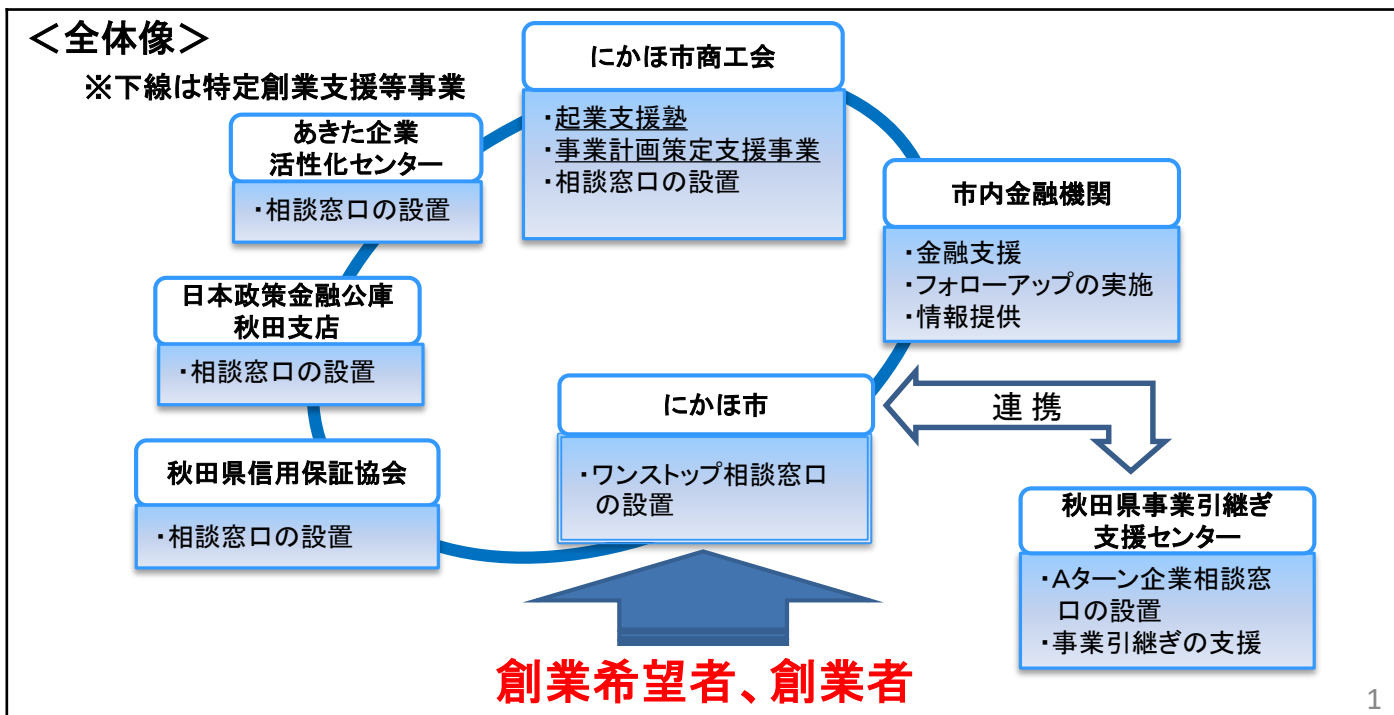 ＜全体像＞
※下線は特定創業支援等事業
にかほ市商工会
・起業支援塾
・事業計画策定支援事業
・相談窓口の設置
あきた企業
活性化センター
・相談窓口の設置
市内金融機関
・金融支援
・フォローアップの実施
・情報提供
日本政策金融公庫
秋田支店
・相談窓口の設置
にかほ市
・ワンストップ相談窓口
の設置
連 携
秋田県信用保証協会
・相談窓口の設置
秋田県事業引継ぎ
支援センター
・Aターン企業相談窓
口の設置
・事業引継ぎの支援
創業希望者、創業者
1